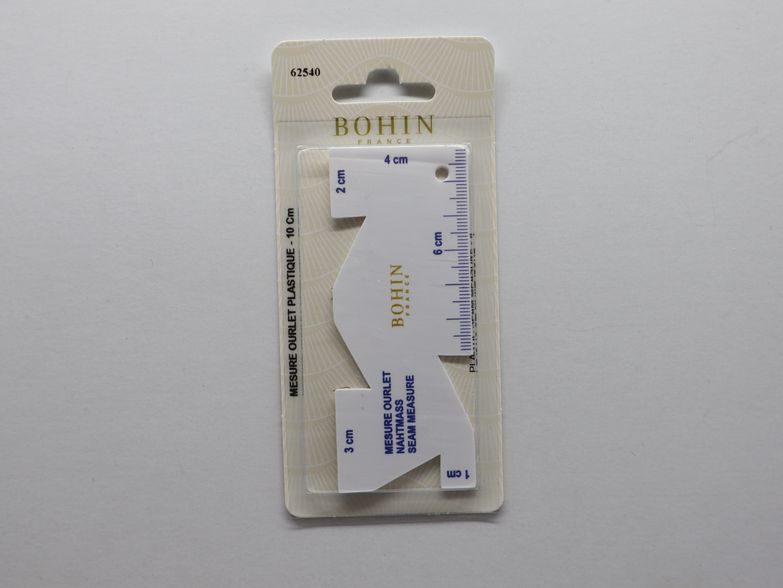 62540
BOHIN
FRANCE
4 cm
2 cm
6 cm
MESURE OURLET PLASTIQUE - 10 Cm
BOHIN
FRANCE
MESURE OURLET
NAHTMASS
SEAM MEASURE
3 cm
1 cm